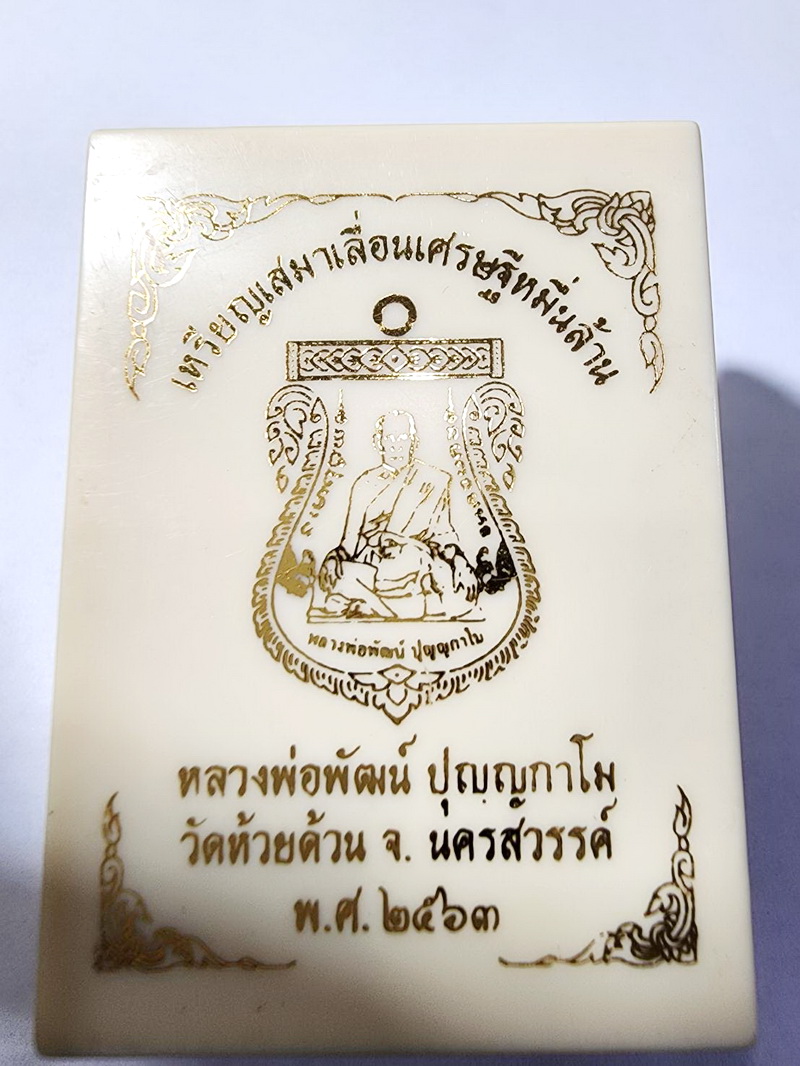 เหรียญเสมาเลื่อนเศรษฐีหมื่นล้าน
หลวงพ่อพัฒน์ ปุญฺญกาโม
หลวงพ่อพัฒน์ ปุญฺญกาโม
วัดห้วยด้วน จ. นครสวรรค์
พ.ศ. ๒๕๖๓